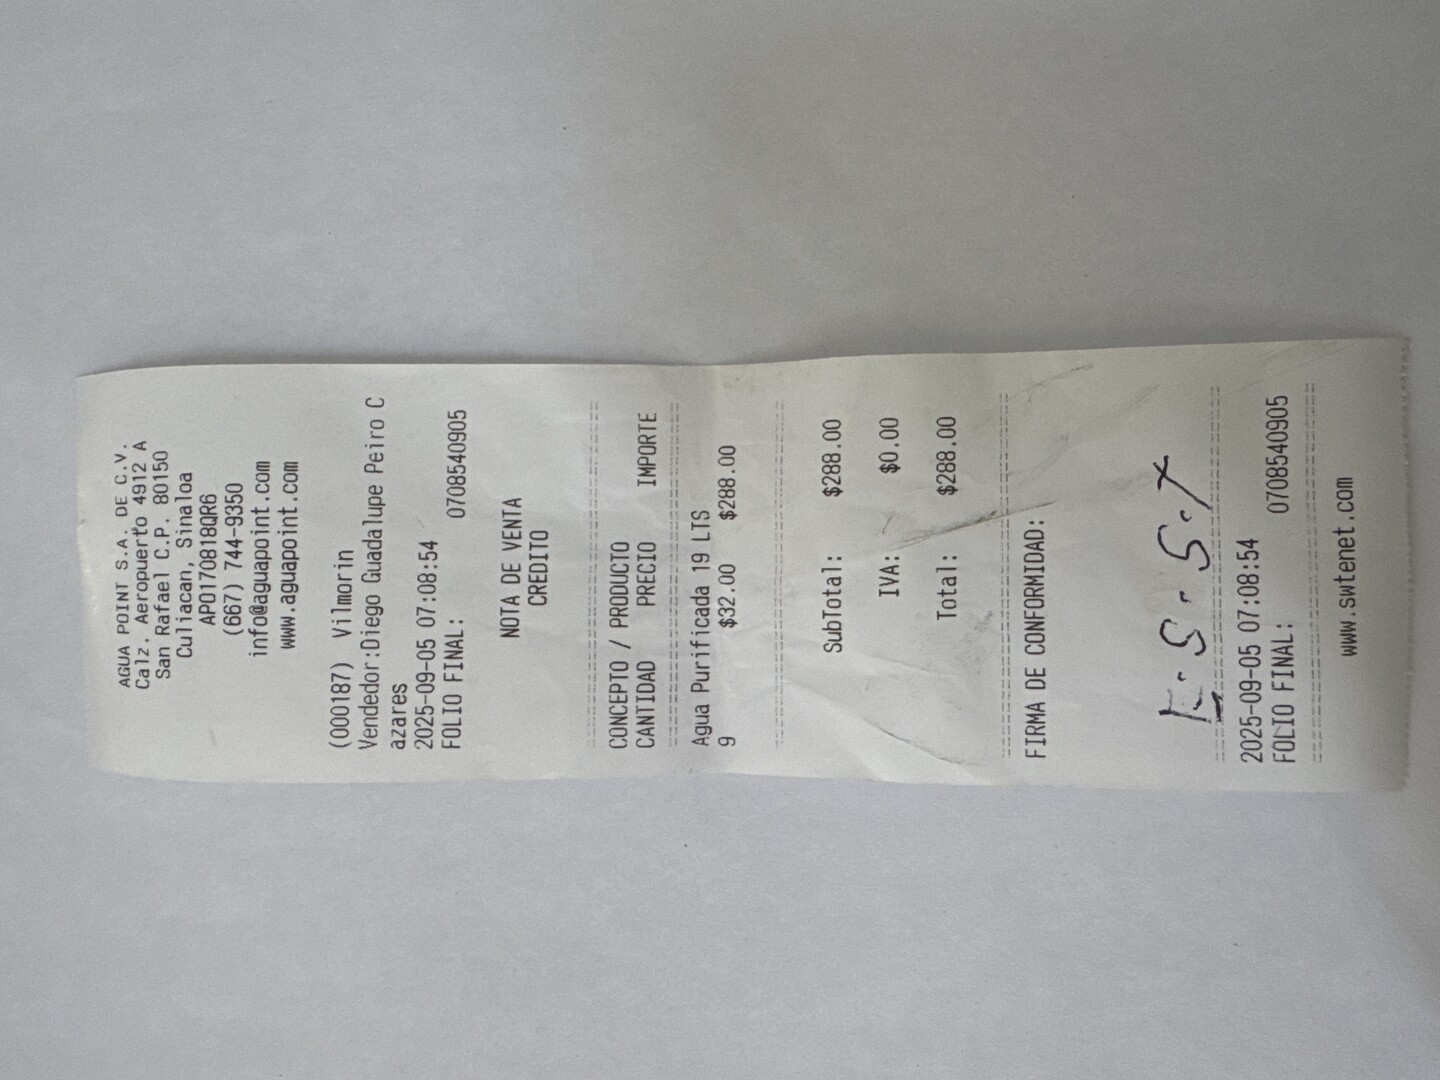 AGUA POINT S.A. DE C.V.
Calz. Aeropuerto 4912 A
San Rafael C.P. 80150
Culiacan, Sinaloa
APO170818QR6
(667) 744-9350
info@aguapoint.com
www.aguapoint.com
(000187) Vilmorin
Vendedor:Diego Guadalupe Peiro C
azares
2025-09-05 07:08:54
FOLIO FINAL: 0708540905
NOTA DE VENTA
CREDITO
CONCEPTO / PRODUCTO
CANTIDAD PRECIO IMPORTE
Agua Purificada 19 LTS
9 $32.00 $288.00
SubTotal: $288.00
IVA: $0.00
Total: $288.00
FIRMA DE CONFORMIDAD:
2025-09-05 07:08:54
FOLIO FINAL: 0708540905
www.swtenet.com